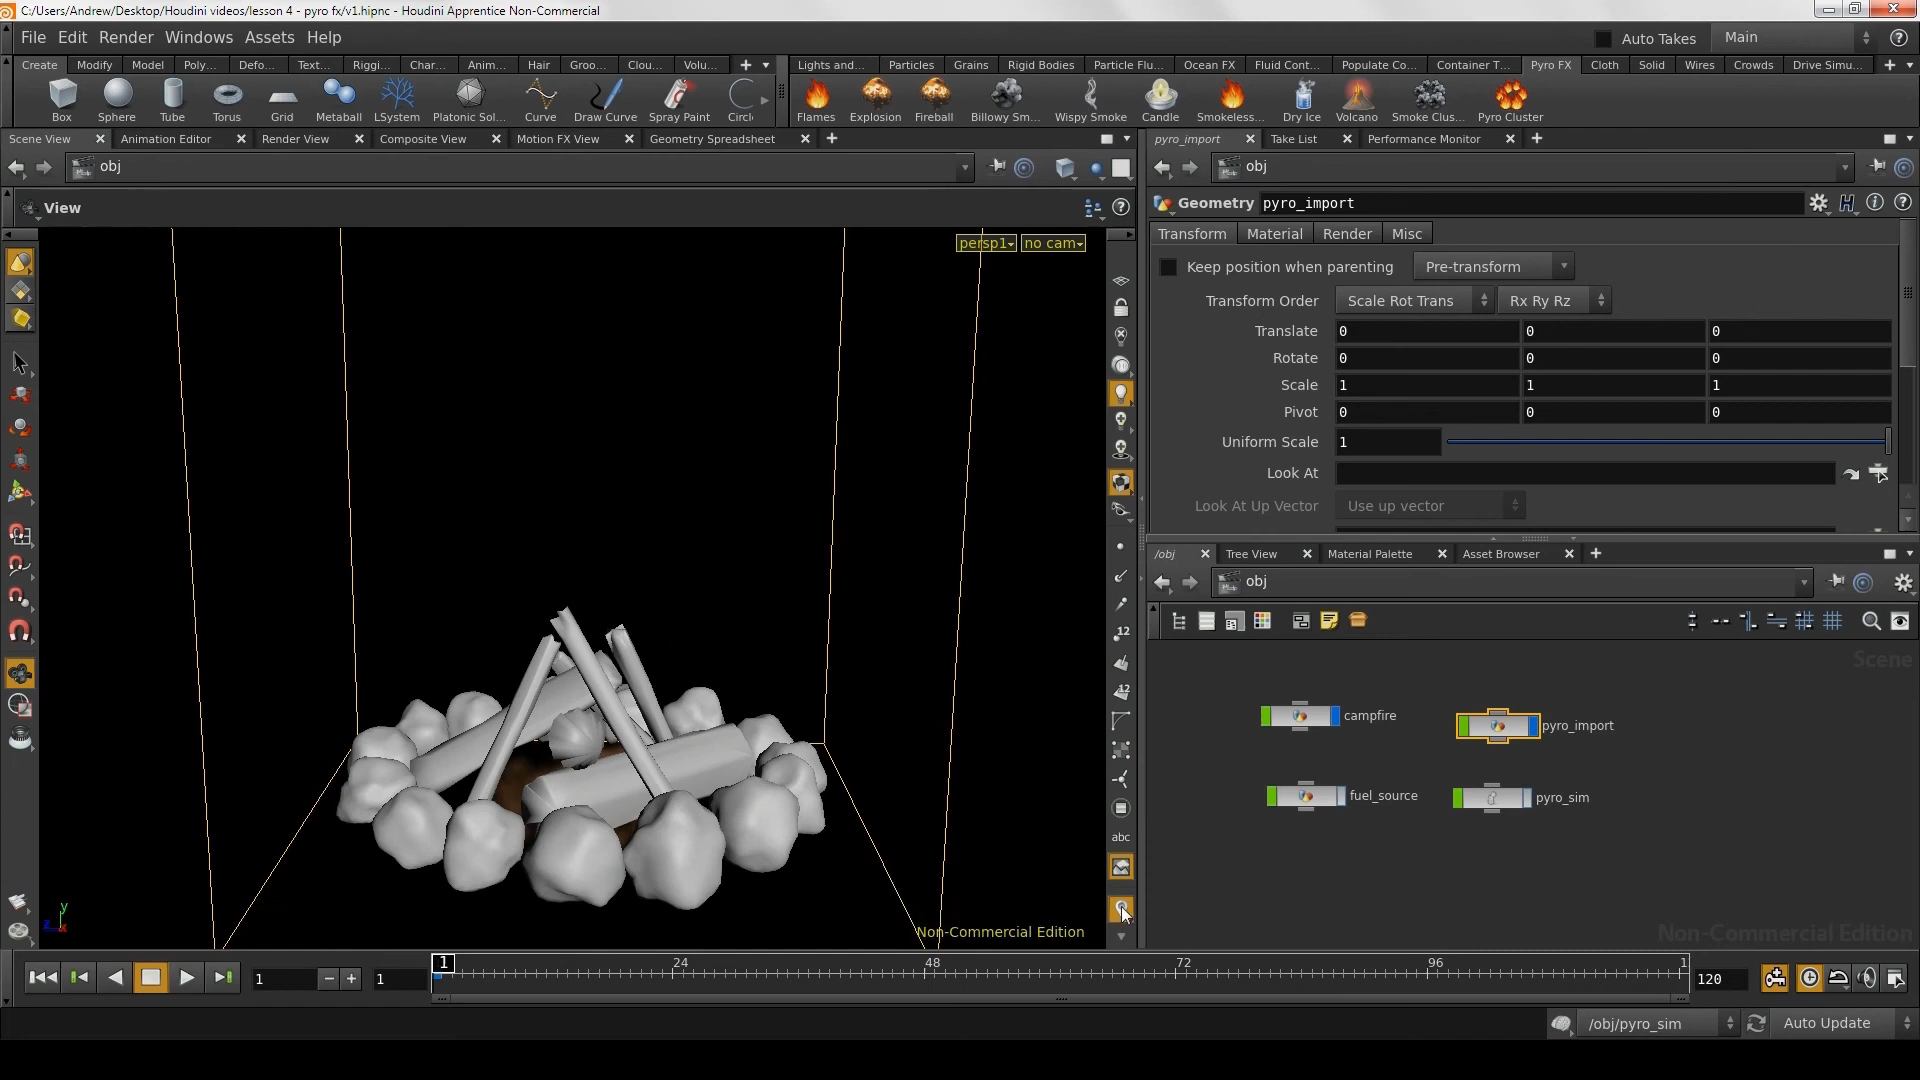 C:/Users/Andrew/Desktop/Houdini videos/lesson 4 - pyro fx/v1.hipnc - Houdini Apprentice Non-Commercial
File Edit Render Windows Assets Help
Auto Takes Main
Create Modify Model Poly... Defo... Text... Riggi... Char... Anim... Hair Groo... Clou... Volu...
Lights and... Particles Grains Rigid Bodies Particle Flu... Ocean FX Fluid Cont... Populate Co... Container T... Pyro FX Cloth Solid Wires Crowds Drive Simu...
Box Sphere Tube Torus Grid Metaball LSystem Platonic Sol... Curve Draw Curve Spray Paint Circl
Flames Explosion Fireball Billowy Sm... Wispy Smoke Candle Smokeless... Dry Ice Volcano Smoke Clus... Pyro Cluster
Scene View Animation Editor Render View Composite View Motion FX View Geometry Spreadsheet
pyro_import Take List Performance Monitor
obj
obj
View
Geometry pyro_import
persp1 no cam
Transform Material Render Misc
Keep position when parenting Pre-transform
Transform Order Scale Rot Trans Rx Ry Rz
Translate 0 0 0
Rotate 0 0 0
Scale 1 1 1
Pivot 0 0 0
Uniform Scale 1
Look At
Look At Up Vector Use up vector
/obj Tree View Material Palette Asset Browser
obj
12
12
abc
Scene
campfire
pyro_import
fuel_source
pyro_sim
y
z x
Non-Commercial Edition
Non-Commercial Edition
1 1 1 24 48 72 96 1 120
/obj/pyro_sim Auto Update